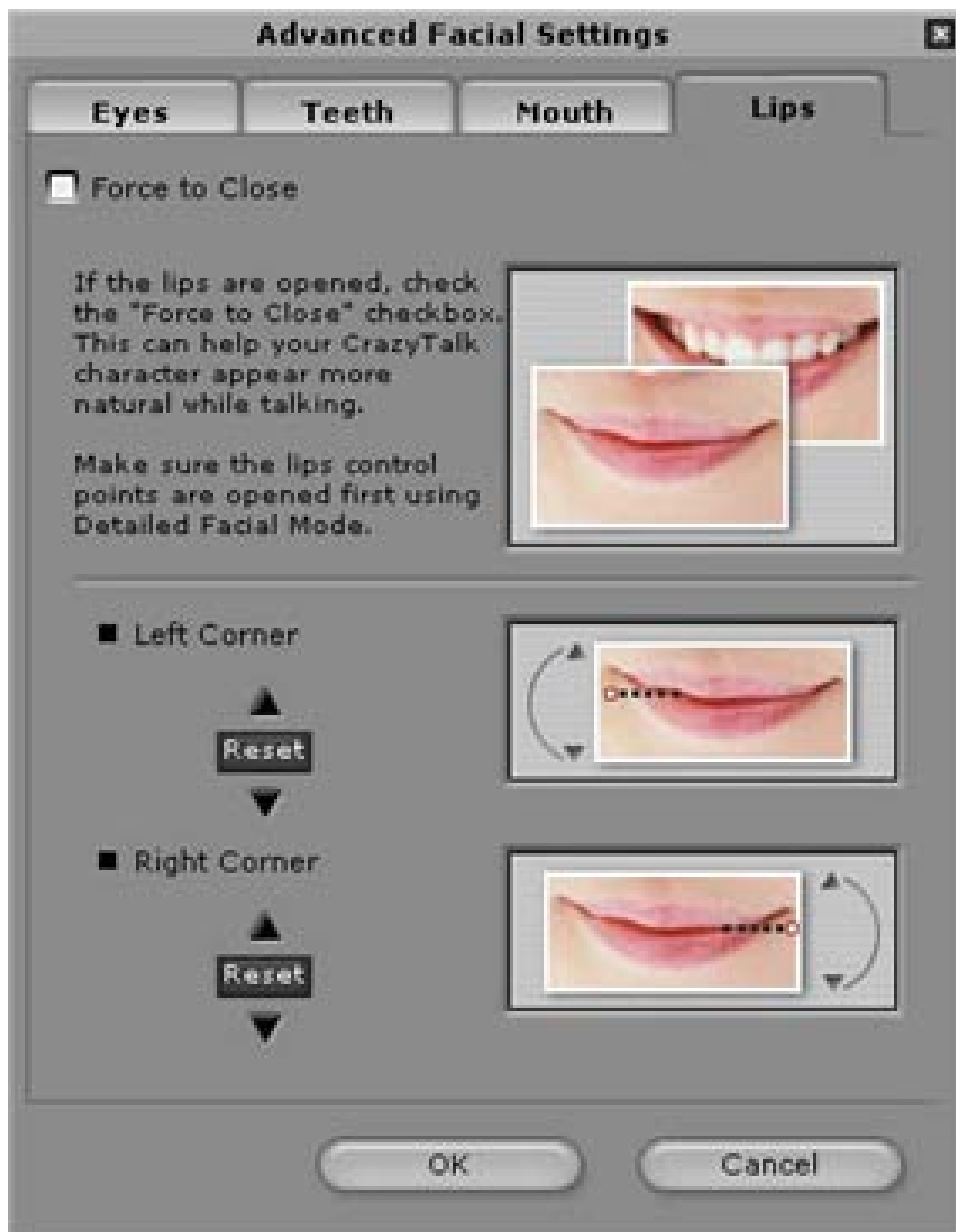 Advanced Facial Settings
Eyes
Teeth
Mouth
Lips
Force to Close
If the lips are opened, check
the "Force to Close" checkbox.
This can help your CrazyTalk
character appear more
natural while talking.
Make sure the lips control
points are opened first using
Detailed Facial Mode.
Left Corner
Reset
Right Corner
Reset
OK
Cancel